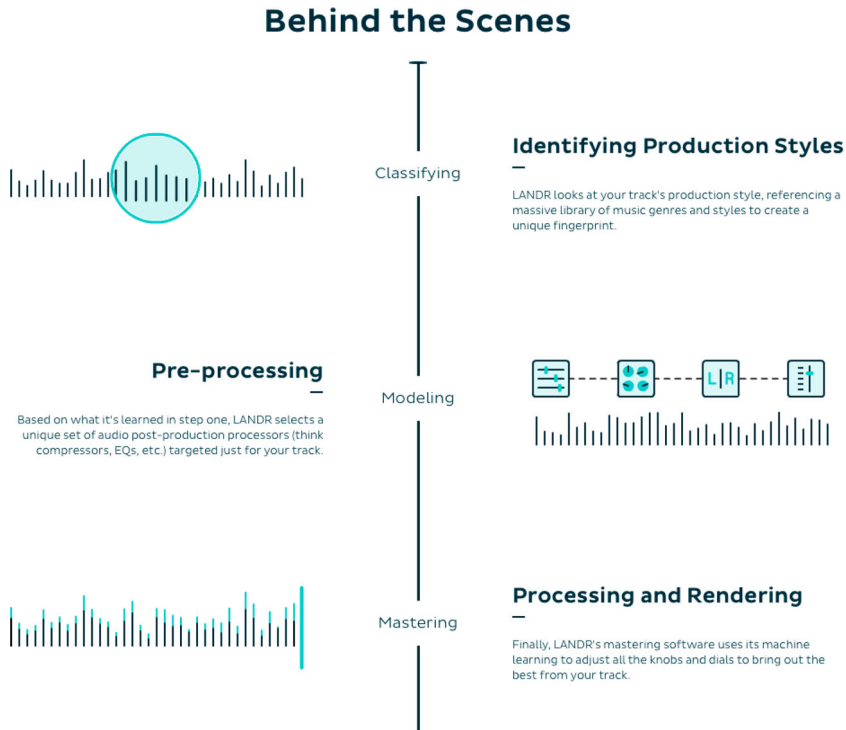 Behind the Scenes
Classifying
Identifying Production Styles
LANDR looks at your track's production style, referencing a
massive library of music genres and styles to create a
unique fingerprint.
Pre-processing
Based on what it's learned in step one, LANDR selects a
unique set of audio post-production processors (think
compressors, EQs, etc.) targeted just for your track.
Modeling
L|R
Mastering
Processing and Rendering
Finally, LANDR's mastering software uses its machine
learning to adjust all the knobs and dials to bring out the
best from your track.